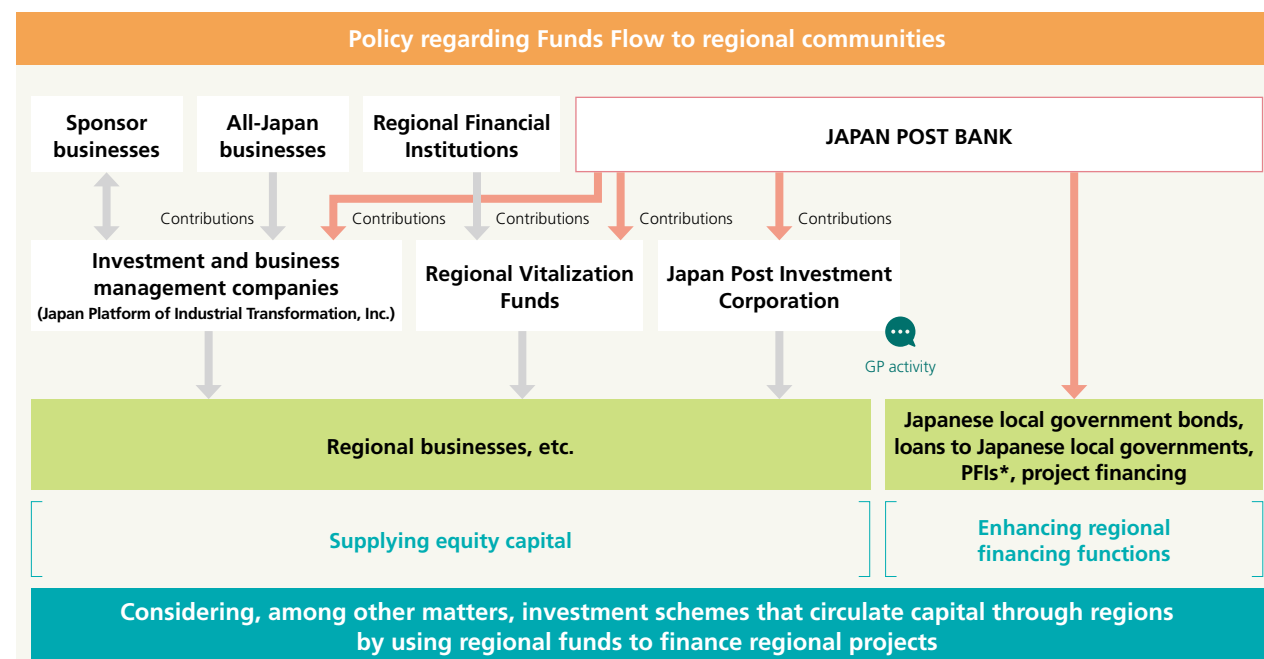 Policy regarding Funds Flow to regional communities
Sponsor
businesses
All-Japan
businesses
Regional Financial
Institutions
JAPAN POST BANK
Contributions
Contributions
Contributions
Contributions
Contributions
Investment and business
management companies
(Japan Platform of Industrial Transformation, Inc.)
Regional Vitalization
Funds
Japan Post Investment
Corporation
GP activity
Regional businesses, etc.
Japanese local government bonds,
loans to Japanese local governments,
PFIs*, project financing
Supplying equity capital
Enhancing regional
financing functions
Considering, among other matters, investment schemes that circulate capital through regions
by using regional funds to finance regional projects